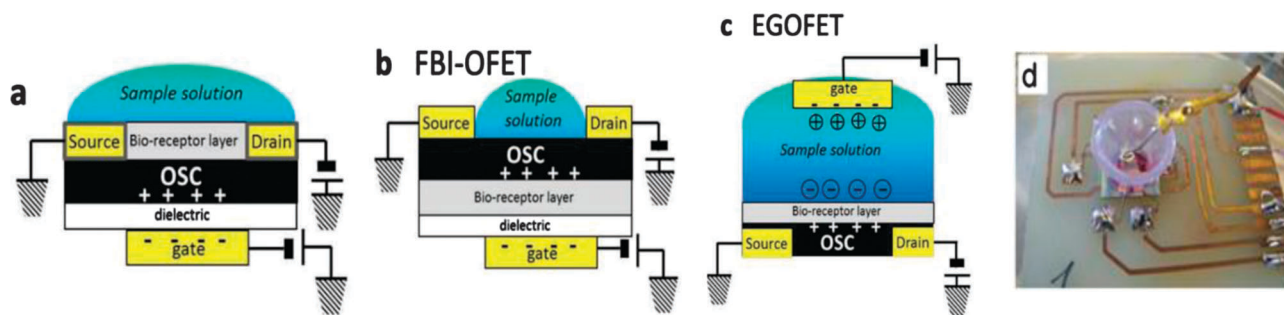 a
Sample solution
Source
Bio-receptor layer
Drain
OSC
+ + + +
dielectric
- - - -
gate
b FBI-OFET
Sample
solution
Source
Drain
OSC
+ + + +
Bio-receptor layer
dielectric
- - - -
gate
c EGOFET
gate
- - - -
⊕ ⊕ ⊕ ⊕
Sample solution
⊖ ⊖ ⊖ ⊖
Bio-receptor layer
+ + + +
Source
OSC
Drain
d
1